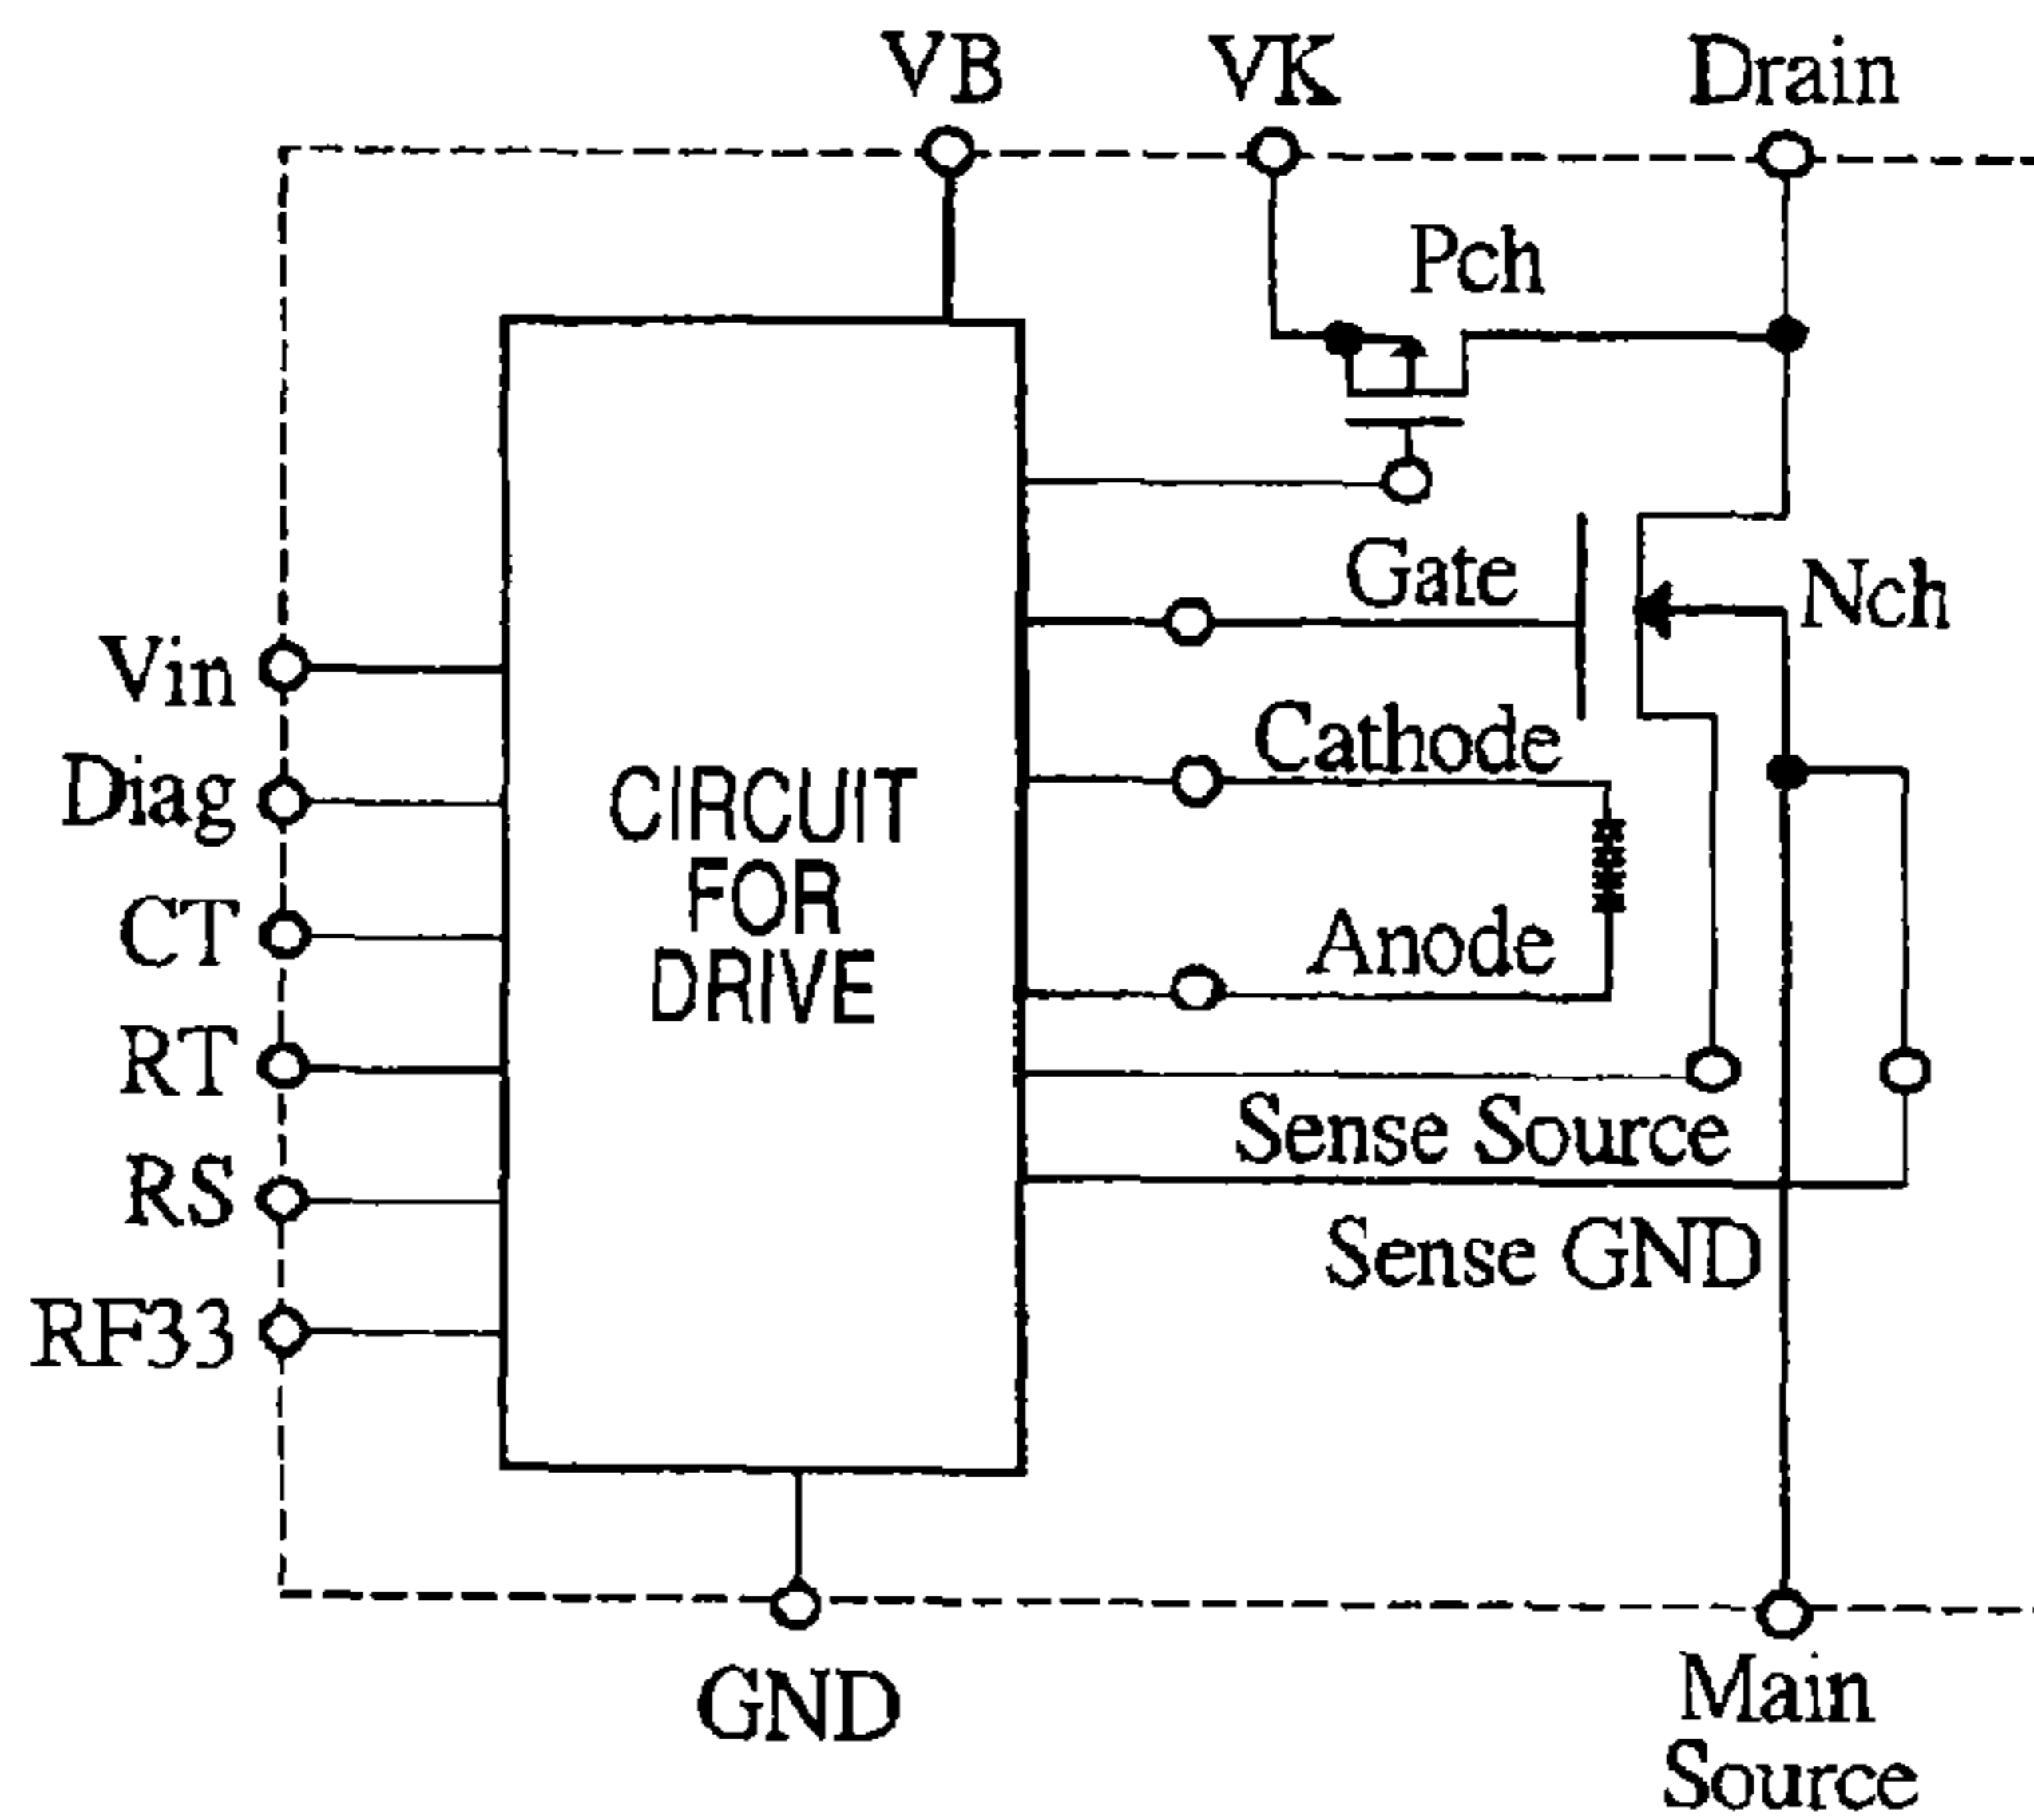 VB
VK
Drain
Pch
Gate
Nch
Vin
Diag
CT
RT
RS
RF33
CIRCUIT
FOR
DRIVE
Cathode
Anode
Sense Source
Sense GND
GND
Main
Source